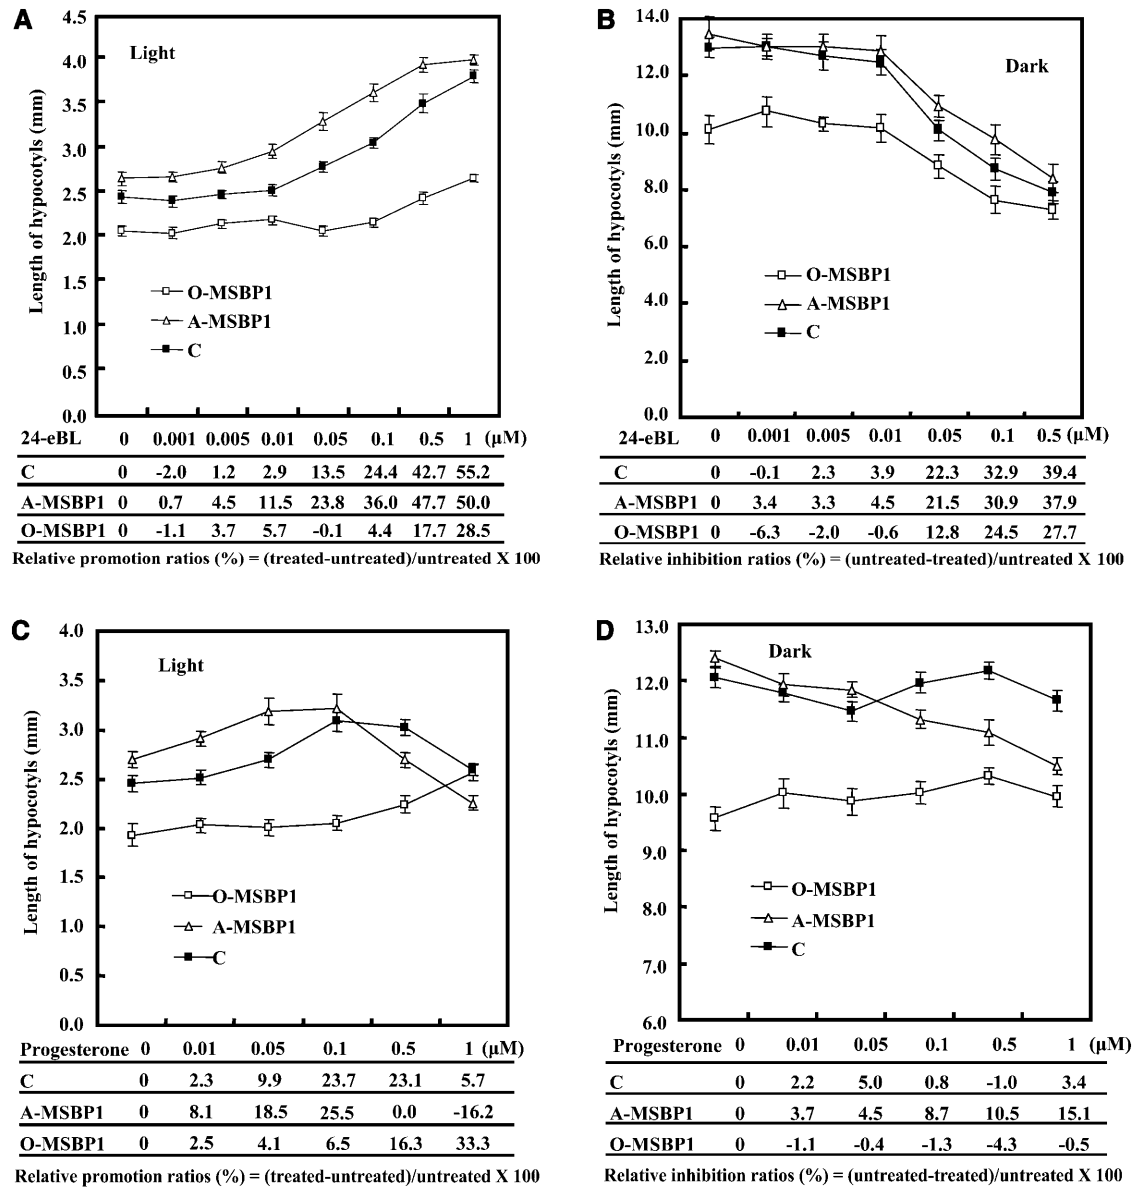 A
Light
Length of hypocotyls (mm)
4.5
4.0
3.5
3.0
2.5
2.0
1.5
1.0
0.5
0.0
O-MSBP1
A-MSBP1
C
24-eBL 0 0.001 0.005 0.01 0.05 0.1 0.5 1 (μM)
C 0 -2.0 1.2 2.9 13.5 24.4 42.7 55.2
A-MSBP1 0 0.7 4.5 11.5 23.8 36.0 47.7 50.0
O-MSBP1 0 -1.1 3.7 5.7 -0.1 4.4 17.7 28.5
Relative promotion ratios (%) = (treated-untreated)/untreated X 100
B
Dark
Length of hypocotyls (mm)
14.0
12.0
10.0
8.0
6.0
4.0
2.0
0.0
O-MSBP1
A-MSBP1
C
24-eBL 0 0.001 0.005 0.01 0.05 0.1 0.5 (μM)
C 0 -0.1 2.3 3.9 22.3 32.9 39.4
A-MSBP1 0 3.4 3.3 4.5 21.5 30.9 37.9
O-MSBP1 0 -6.3 -2.0 -0.6 12.8 24.5 27.7
Relative inhibition ratios (%) = (untreated-treated)/untreated X 100
C
Light
Length of hypocotyls (mm)
4.0
3.5
3.0
2.5
2.0
1.5
1.0
0.5
0.0
O-MSBP1
A-MSBP1
C
Progesterone 0 0.01 0.05 0.1 0.5 1 (μM)
C 0 2.3 9.9 23.7 23.1 5.7
A-MSBP1 0 8.1 18.5 25.5 0.0 -16.2
O-MSBP1 0 2.5 4.1 6.5 16.3 33.3
Relative promotion ratios (%) = (treated-untreated)/untreated X 100
D
Dark
Length of hypocotyls (mm)
13.0
12.0
11.0
10.0
9.0
8.0
7.0
6.0
O-MSBP1
A-MSBP1
C
Progesterone 0 0.01 0.05 0.1 0.5 1 (μM)
C 0 2.2 5.0 0.8 -1.0 3.4
A-MSBP1 0 3.7 4.5 8.7 10.5 15.1
O-MSBP1 0 -1.1 -0.4 -1.3 -4.3 -0.5
Relative inhibition ratios (%) = (untreated-treated)/untreated X 100